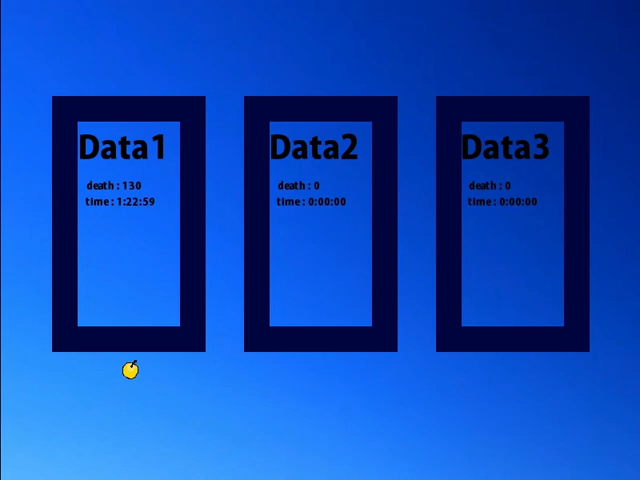 Data1
death : 130
time : 1:22:59
Data2
death : 0
time : 0:00:00
Data3
death : 0
time : 0:00:00